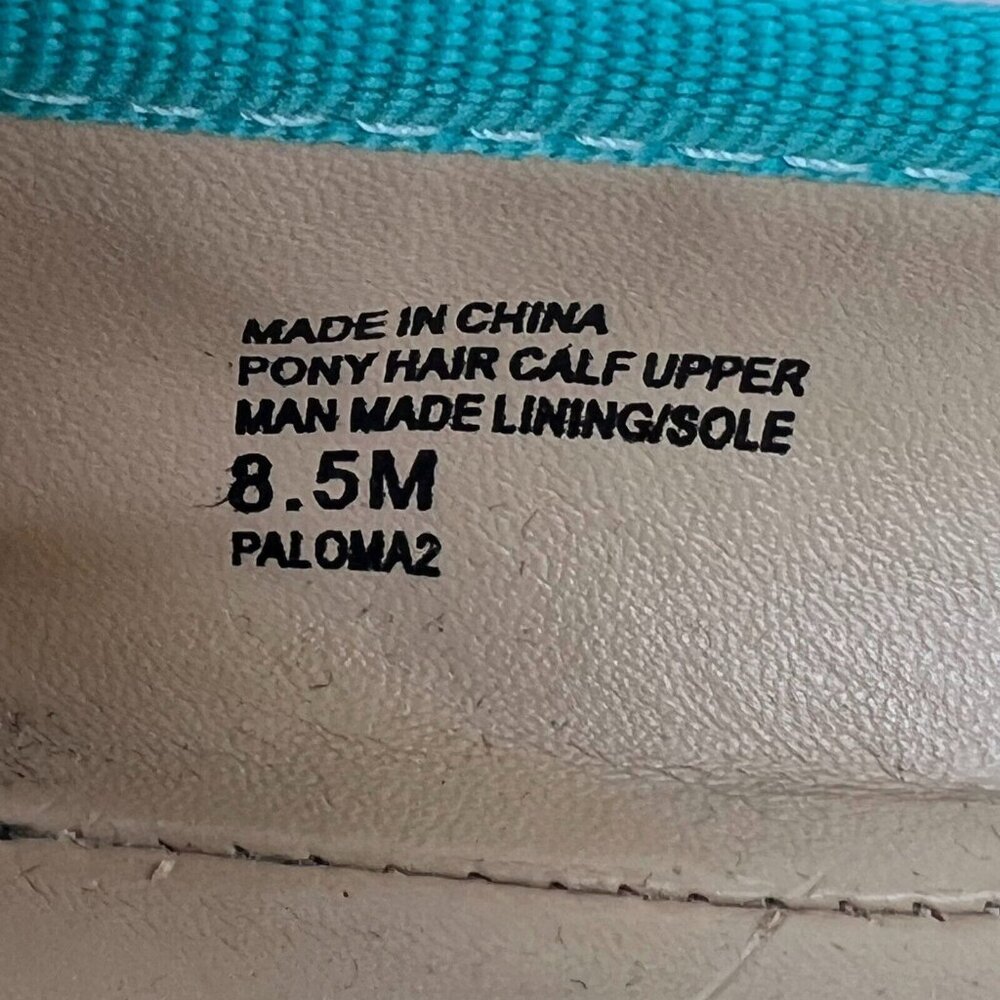 MADE IN CHINA
PONY HAIR CALF UPPER
MAN MADE LINING/SOLE
8.5M
PALOMA2